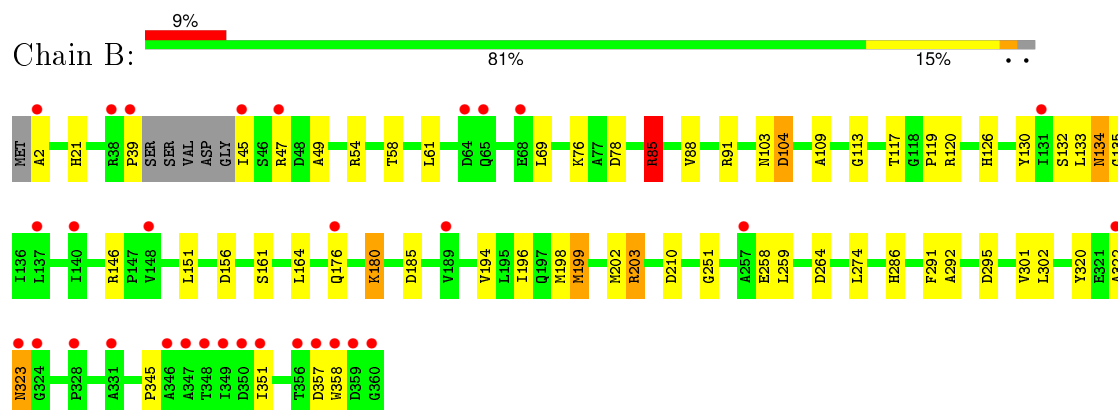 9%
Chain B:
81% 15% • •
MET A2 H21 R38 P39 SER SER VAL ASP GLY I45 S46 R47 D48 A49 R54 T58 L61 D64 Q65 E68 L69 K76 A77 D78 R85 V88 R91 N103 D104 A109 G113 T117 G118 P119 R120 H126 Y130 I131 S132 L133 N134 G135
I136 L137 I140 R146 P147 V148 L151 D156 S161 L164 Q176 K180 D185 V189 V194 L195 I196 Q197 M198 M199 M202 R203 D210 G251 A257 E258 L259 D264 L274 H286 F291 A292 D295 V301 L302 Y320 E321 A322
N323 G324 P328 A331 P345 A346 A347 T348 I349 D350 I351 T356 D357 W358 D359 G360